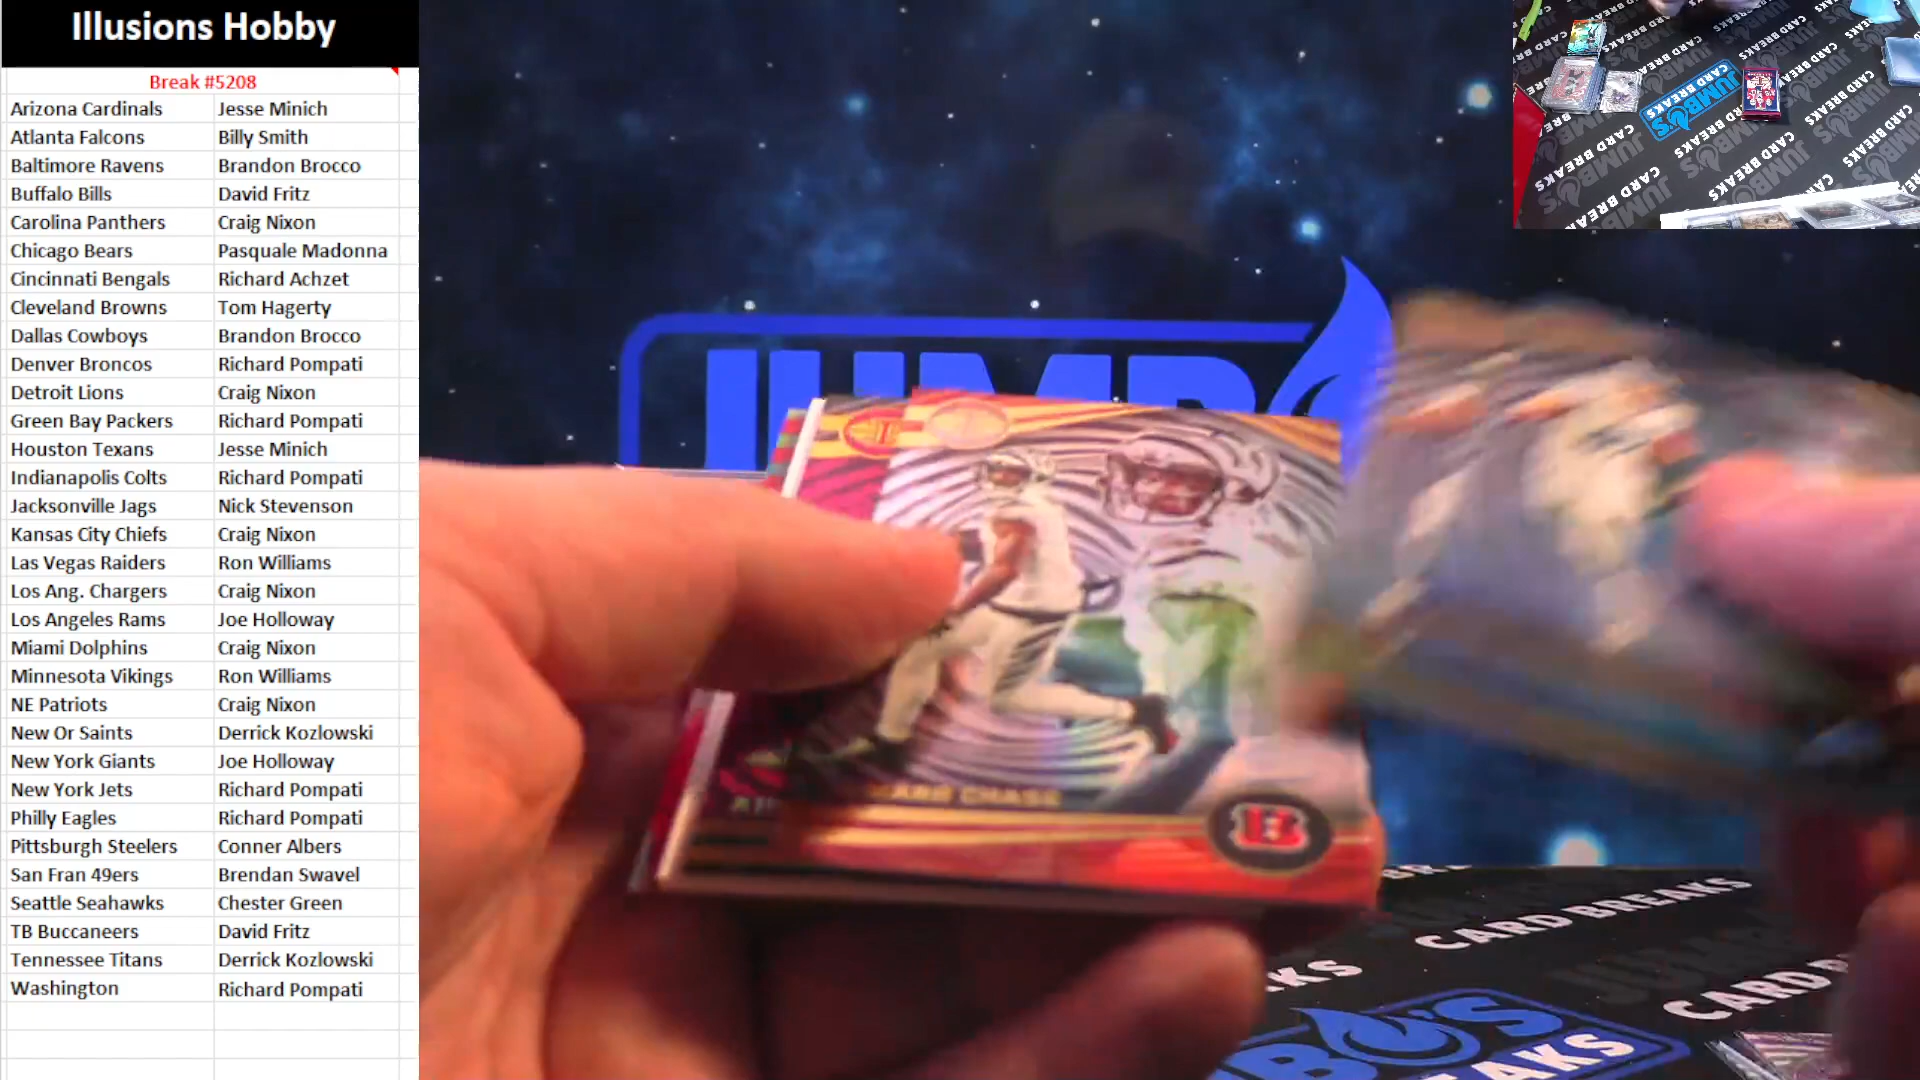 Illusions Hobby
Break #5208
Arizona Cardinals Jesse Minich
Atlanta Falcons Billy Smith
Baltimore Ravens Brandon Brocco
Buffalo Bills David Fritz
Carolina Panthers Craig Nixon
Chicago Bears Pasquale Madonna
Cincinnati Bengals Richard Achzet
Cleveland Browns Tom Hagerty
Dallas Cowboys Brandon Brocco
Denver Broncos Richard Pompati
Detroit Lions Craig Nixon
Green Bay Packers Richard Pompati
Houston Texans Jesse Minich
Indianapolis Colts Richard Pompati
Jacksonville Jags Nick Stevenson
Kansas City Chiefs Craig Nixon
Las Vegas Raiders Ron Williams
Los Ang. Chargers Craig Nixon
Los Angeles Rams Joe Holloway
Miami Dolphins Craig Nixon
Minnesota Vikings Ron Williams
NE Patriots Craig Nixon
New Or Saints Derrick Kozlowski
New York Giants Joe Holloway
New York Jets Richard Pompati
Philly Eagles Richard Pompati
Pittsburgh Steelers Conner Albers
San Fran 49ers Brendan Swavel
Seattle Seahawks Chester Green
TB Buccaneers David Fritz
Tennessee Titans Derrick Kozlowski
Washington Richard Pompati
JUMBO'S
CARD BREAKS
CHASE
B
CARD BREAKS